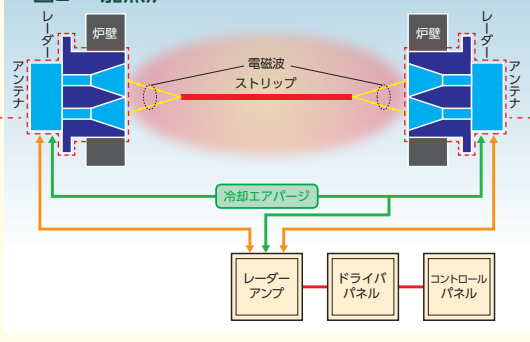 レーダー
アンテナ
炉壁
電磁波
ストリップ
炉壁
レーダー
アンテナ
冷却エアパージ
レーダー
アンプ
ドライバ
パネル
コントロール
パネル